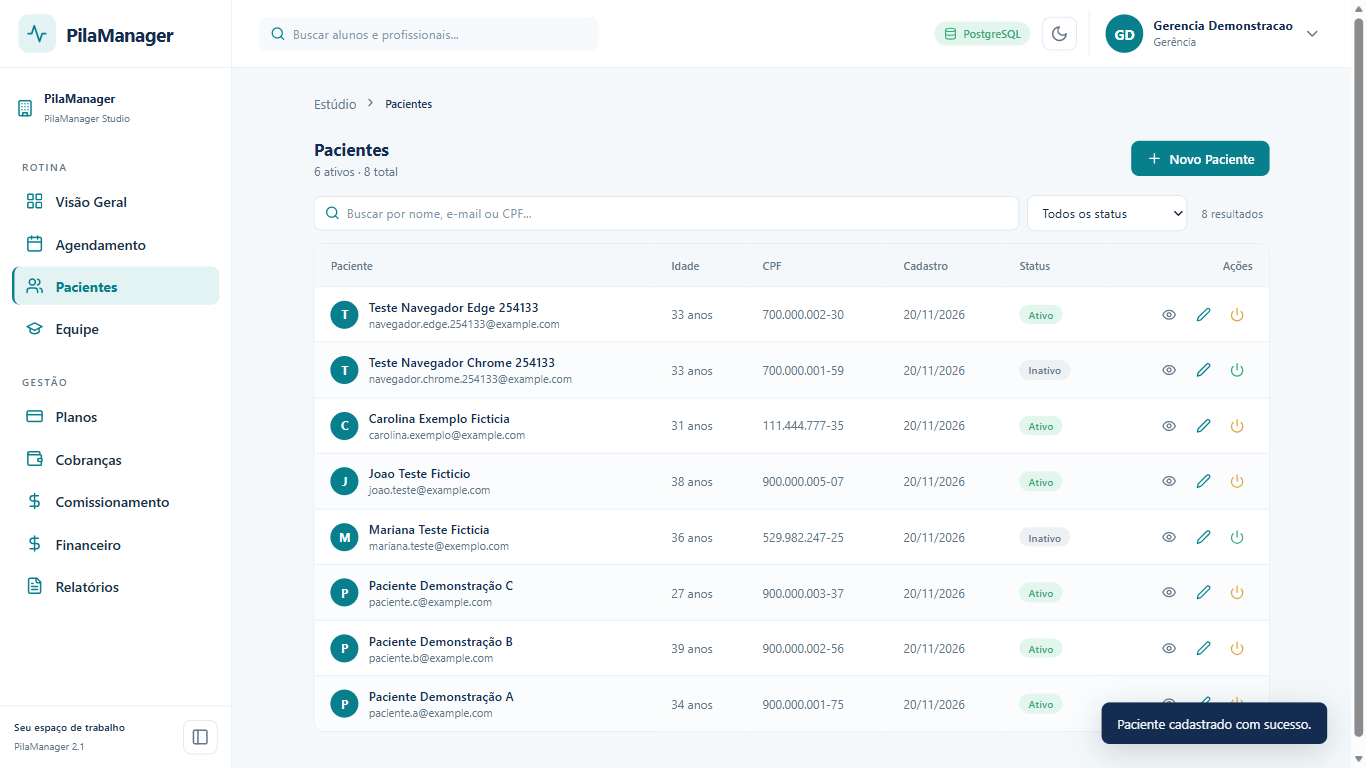 PilaManager
Buscar alunos e profissionais...
PostgreSQL
GD
Gerencia Demonstracao
Gerência
PilaManager
PilaManager Studio
ROTINA
Visão Geral
Agendamento
Pacientes
Equipe
GESTÃO
Planos
Cobranças
Comissionamento
Financeiro
Relatórios
Seu espaço de trabalho
PilaManager 2.1
Estúdio > Pacientes
Pacientes
6 ativos · 8 total
+ Novo Paciente
Buscar por nome, e-mail ou CPF...
Todos os status
8 resultados
Paciente Idade CPF Cadastro Status Ações
T Teste Navegador Edge 254133 33 anos 700.000.002-30 20/11/2026 Ativo
navegador.edge.254133@example.com
T Teste Navegador Chrome 254133 33 anos 700.000.001-59 20/11/2026 Inativo
navegador.chrome.254133@example.com
C Carolina Exemplo Ficticia 31 anos 111.444.777-35 20/11/2026 Ativo
carolina.exemplo@example.com
J Joao Teste Ficticio 38 anos 900.000.005-07 20/11/2026 Ativo
joao.teste@example.com
M Mariana Teste Ficticia 36 anos 529.982.247-25 20/11/2026 Inativo
mariana.teste@exemplo.com
P Paciente Demonstração C 27 anos 900.000.003-37 20/11/2026 Ativo
paciente.c@example.com
P Paciente Demonstração B 39 anos 900.000.002-56 20/11/2026 Ativo
paciente.b@example.com
P Paciente Demonstração A 34 anos 900.000.001-75 20/11/2026 Ativo
paciente.a@example.com
Paciente cadastrado com sucesso.